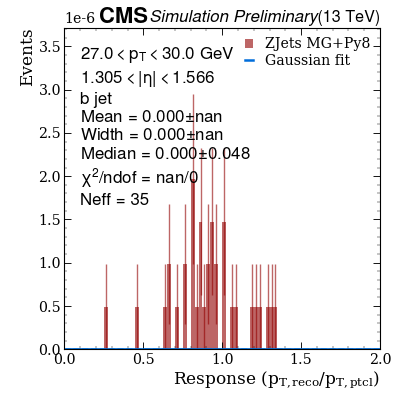 1e-6 CMS Simulation Preliminary (13 TeV)
Events
27.0 < p_T < 30.0 GeV
1.305 < |η| < 1.566
b jet
Mean = 0.000±nan
Width = 0.000±nan
Median = 0.000±0.048
χ²/ndof = nan/0
Neff = 35
ZJets MG+Py8
Gaussian fit
3.5
3.0
2.5
2.0
1.5
1.0
0.5
0.0
0.0 0.5 1.0 1.5 2.0
Response (p_T,reco/p_T,ptcl)